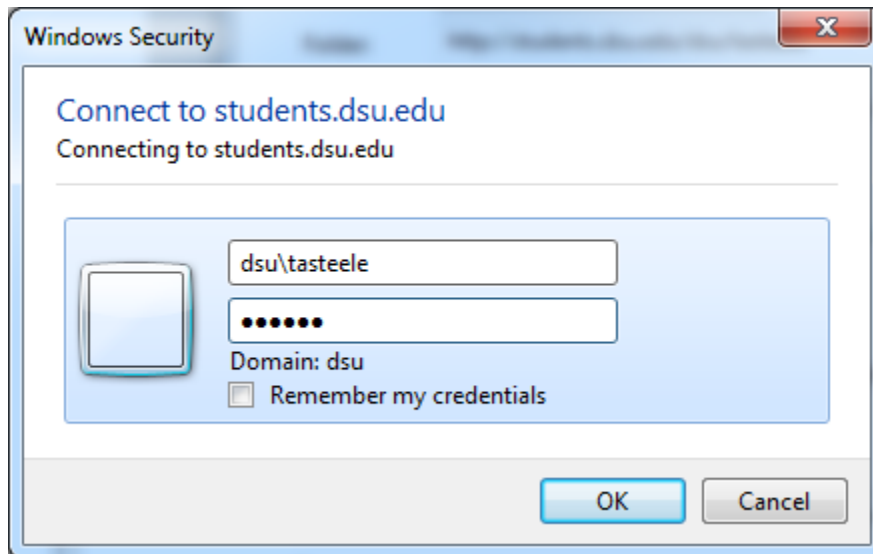 Windows Security
Connect to students.dsu.edu
Connecting to students.dsu.edu
dsu\tasteele
••••••
Domain: dsu
Remember my credentials
OK
Cancel